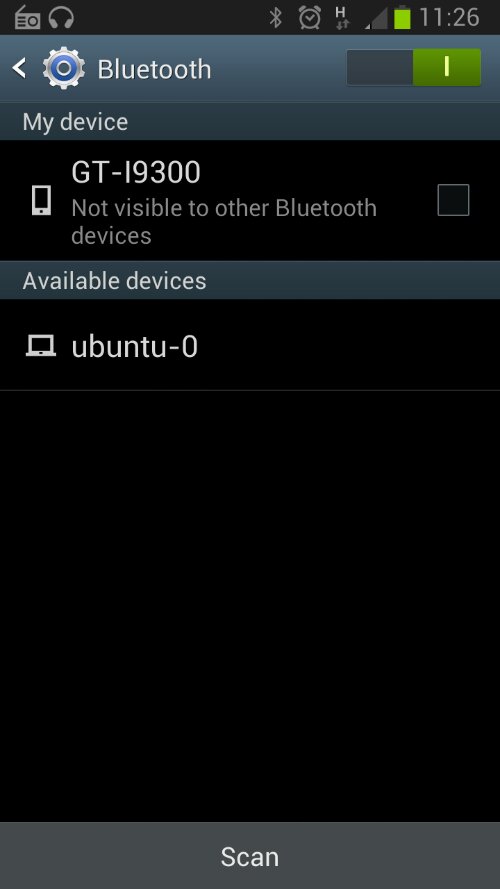 H 11:26
Bluetooth
My device
GT-I9300
Not visible to other Bluetooth
devices
Available devices
ubuntu-0
Scan